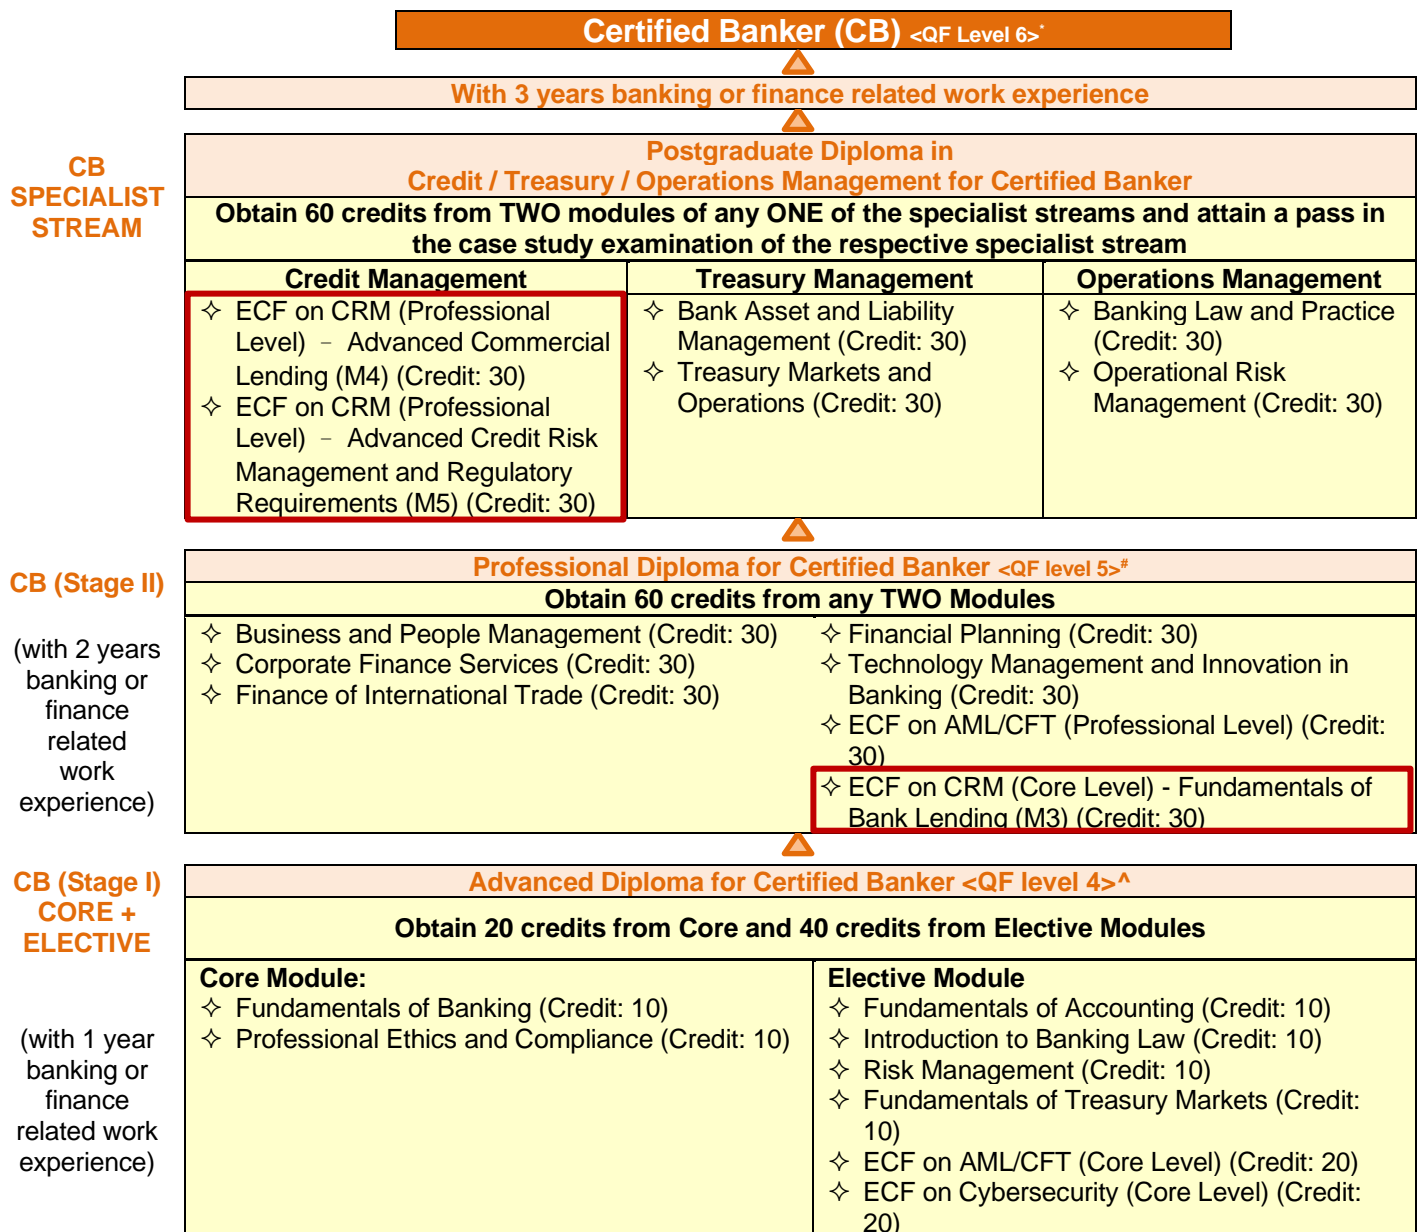 Certified Banker (CB) <QF Level 6>*
With 3 years banking or finance related work experience
CB
SPECIALIST
STREAM
Postgraduate Diploma in
Credit / Treasury / Operations Management for Certified Banker
Obtain 60 credits from TWO modules of any ONE of the specialist streams and attain a pass in
the case study examination of the respective specialist stream
Credit Management
✧ ECF on CRM (Professional
Level) – Advanced Commercial
Lending (M4) (Credit: 30)
✧ ECF on CRM (Professional
Level) – Advanced Credit Risk
Management and Regulatory
Requirements (M5) (Credit: 30)
Treasury Management
✧ Bank Asset and Liability
Management (Credit: 30)
✧ Treasury Markets and
Operations (Credit: 30)
Operations Management
✧ Banking Law and Practice
(Credit: 30)
✧ Operational Risk
Management (Credit: 30)
CB (Stage II)
(with 2 years
banking or
finance
related
work
experience)
Professional Diploma for Certified Banker <QF level 5>#
Obtain 60 credits from any TWO Modules
✧ Business and People Management (Credit: 30)
✧ Corporate Finance Services (Credit: 30)
✧ Finance of International Trade (Credit: 30)
✧ Financial Planning (Credit: 30)
✧ Technology Management and Innovation in
Banking (Credit: 30)
✧ ECF on AML/CFT (Professional Level) (Credit:
30)
✧ ECF on CRM (Core Level) - Fundamentals of
Bank Lending (M3) (Credit: 30)
CB (Stage I)
CORE +
ELECTIVE
(with 1 year
banking or
finance
related work
experience)
Advanced Diploma for Certified Banker <QF level 4>^
Obtain 20 credits from Core and 40 credits from Elective Modules
Core Module:
✧ Fundamentals of Banking (Credit: 10)
✧ Professional Ethics and Compliance (Credit: 10)
Elective Module
✧ Fundamentals of Accounting (Credit: 10)
✧ Introduction to Banking Law (Credit: 10)
✧ Risk Management (Credit: 10)
✧ Fundamentals of Treasury Markets (Credit:
10)
✧ ECF on AML/CFT (Core Level) (Credit: 20)
✧ ECF on Cybersecurity (Core Level) (Credit:
20)